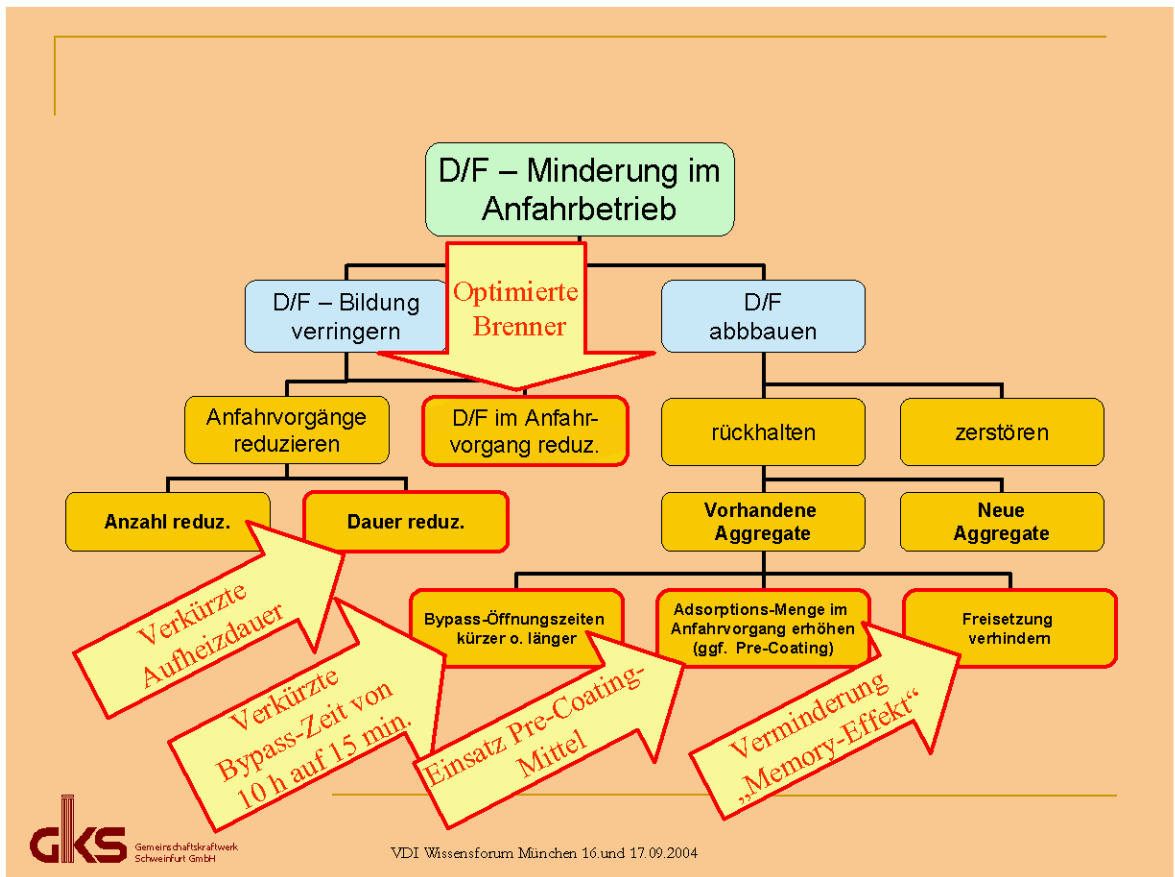 D/F – Minderung im
Anfahrbetrieb
D/F – Bildung
verringern
Optimierte
Brenner
D/F
abbbauen
Anfahrvorgänge
reduzieren
D/F im Anfahr-
vorgang reduz.
rückhalten
zerstören
Anzahl reduz.
Dauer reduz.
Vorhandene
Aggregate
Neue
Aggregate
Bypass-Öffnungszeiten
kürzer o. länger
Adsorptions-Menge im
Anfahrvorgang erhöhen
(ggf. Pre-Coating)
Freisetzung
verhindern
Verkürzte
Aufheizdauer
Verkürzte
Bypass-Zeit von
10 h auf 15 min.
Einsatz Pre-Coating-
Mittel
Verminderung
„Memory-Effekt“
GKS
Gemeinschaftskraftwerk
Schweinfurt GmbH
VDI Wissensforum München 16.und 17.09.2004